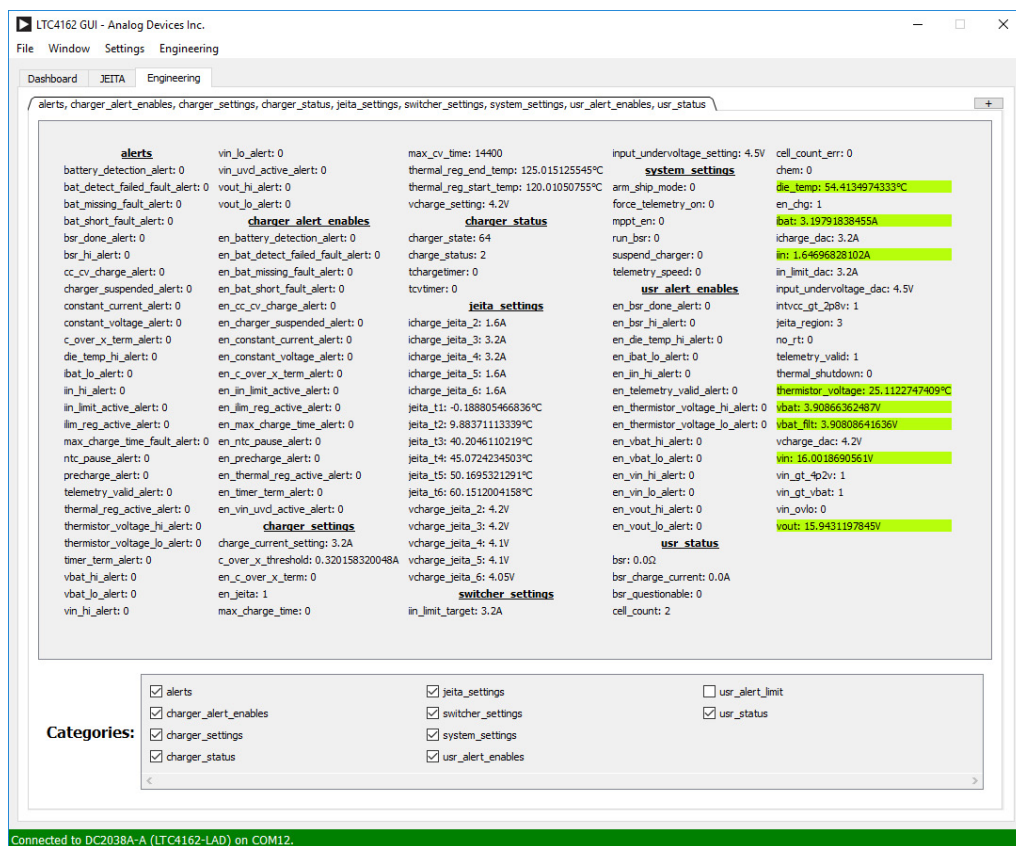 LTC4162 GUI - Analog Devices Inc.
File Window Settings Engineering
Dashboard JEITA Engineering
alerts, charger_alert_enables, charger_settings, charger_status, jeita_settings, switcher_settings, system_settings, usr_alert_enables, usr_status
+
alerts
battery_detection_alert: 0
bat_detect_failed_fault_alert: 0
bat_missing_fault_alert: 0
bat_short_fault_alert: 0
bsr_done_alert: 0
bsr_hi_alert: 0
cc_cv_charge_alert: 0
charger_suspended_alert: 0
constant_current_alert: 0
constant_voltage_alert: 0
c_over_x_term_alert: 0
die_temp_hi_alert: 0
ibat_lo_alert: 0
iin_hi_alert: 0
iin_limit_active_alert: 0
ilim_reg_active_alert: 0
max_charge_time_fault_alert: 0
ntc_pause_alert: 0
precharge_alert: 0
telemetry_valid_alert: 0
thermal_reg_active_alert: 0
thermistor_voltage_hi_alert: 0
thermistor_voltage_lo_alert: 0
timer_term_alert: 0
vbat_hi_alert: 0
vbat_lo_alert: 0
vin_hi_alert: 0
vin_lo_alert: 0
vin_uvcl_active_alert: 0
vout_hi_alert: 0
vout_lo_alert: 0
charger_alert_enables
en_battery_detection_alert: 0
en_bat_detect_failed_fault_alert: 0
en_bat_missing_fault_alert: 0
en_bat_short_fault_alert: 0
en_cc_cv_charge_alert: 0
en_charger_suspended_alert: 0
en_constant_current_alert: 0
en_constant_voltage_alert: 0
en_c_over_x_term_alert: 0
en_iin_limit_active_alert: 0
en_ilim_reg_active_alert: 0
en_max_charge_time_alert: 0
en_ntc_pause_alert: 0
en_precharge_alert: 0
en_thermal_reg_active_alert: 0
en_timer_term_alert: 0
en_vin_uvcl_active_alert: 0
charger_settings
charge_current_setting: 3.2A
c_over_x_threshold: 0.320158320048A
en_c_over_x_term: 0
en_jeita: 1
max_charge_time: 0
max_cv_time: 14400
thermal_reg_end_temp: 125.015125545°C
thermal_reg_start_temp: 120.01050755°C
vcharge_setting: 4.2V
charger_status
charger_state: 64
charge_status: 2
tchargetimer: 0
tcvtimer: 0
jeita_settings
icharge_jeita_2: 1.6A
icharge_jeita_3: 3.2A
icharge_jeita_4: 3.2A
icharge_jeita_5: 1.6A
icharge_jeita_6: 1.6A
jeita_t1: -0.188805466836°C
jeita_t2: 9.88371113339°C
jeita_t3: 40.2046110219°C
jeita_t4: 45.0724234503°C
jeita_t5: 50.1695321291°C
jeita_t6: 60.1512004158°C
vcharge_jeita_2: 4.2V
vcharge_jeita_3: 4.2V
vcharge_jeita_4: 4.1V
vcharge_jeita_5: 4.1V
vcharge_jeita_6: 4.05V
switcher_settings
iin_limit_target: 3.2A
input_undervoltage_setting: 4.5V
system_settings
arm_ship_mode: 0
force_telemetry_on: 0
mppt_en: 0
run_bsr: 0
suspend_charger: 0
telemetry_speed: 0
usr_alert_enables
en_bsr_done_alert: 0
en_bsr_hi_alert: 0
en_die_temp_hi_alert: 0
en_ibat_lo_alert: 0
en_iin_hi_alert: 0
en_telemetry_valid_alert: 0
en_thermistor_voltage_hi_alert: 0
en_thermistor_voltage_lo_alert: 0
en_vbat_hi_alert: 0
en_vbat_lo_alert: 0
en_vin_hi_alert: 0
en_vin_lo_alert: 0
en_vout_hi_alert: 0
en_vout_lo_alert: 0
usr_status
bsr: 0.0Ω
bsr_charge_current: 0.0A
bsr_questionable: 0
cell_count: 2
cell_count_err: 0
chem: 0
die_temp: 54.4134974333°C
en_chg: 1
ibat: 3.19791838455A
icharge_dac: 3.2A
iin: 1.64696828102A
iin_limit_dac: 3.2A
input_undervoltage_dac: 4.5V
intvcc_gt_2p8v: 1
jeita_region: 3
no_rt: 0
telemetry_valid: 1
thermal_shutdown: 0
thermistor_voltage: 25.1122747409°C
vbat: 3.90866362487V
vbat_filt: 3.90808641636V
vcharge_dac: 4.2V
vin: 16.0018690561V
vin_gt_4p2v: 1
vin_gt_vbat: 1
vin_ovlo: 0
vout: 15.9431197845V
Categories:
alerts
charger_alert_enables
charger_settings
charger_status
jeita_settings
switcher_settings
system_settings
usr_alert_enables
usr_alert_limit
usr_status
Connected to DC2038A-A (LTC4162-LAD) on COM12.